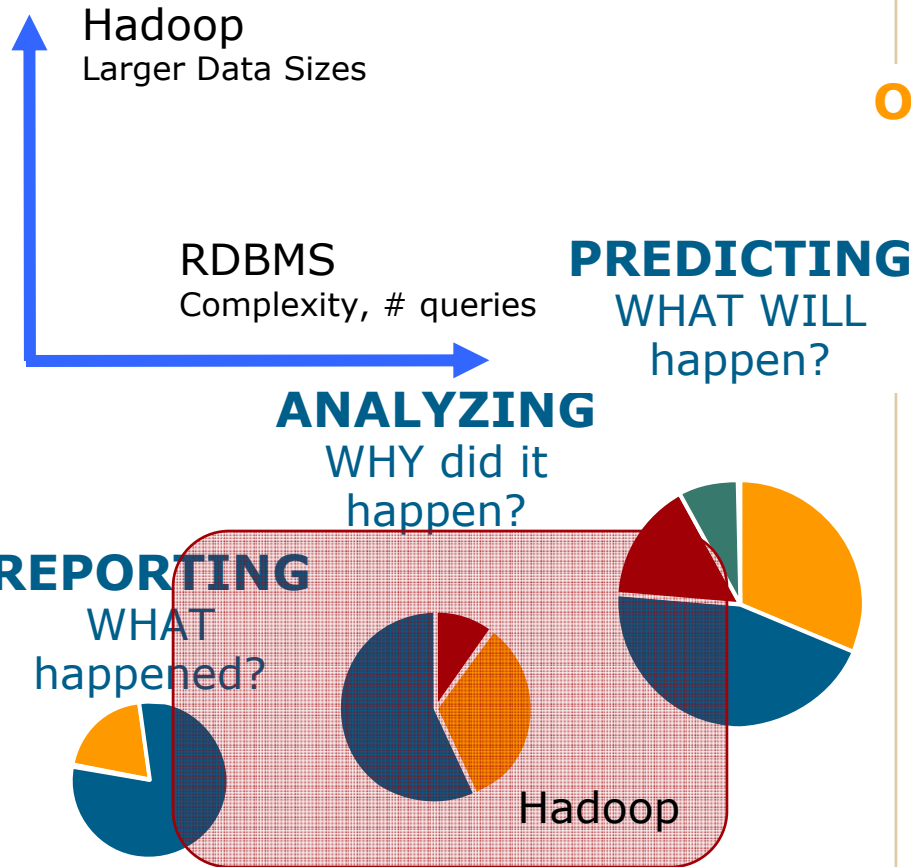 Hadoop
Larger Data Sizes
O
RDBMS
Complexity, # queries
PREDICTING
WHAT WILL
happen?
ANALYZING
WHY did it
happen?
REPORTING
WHAT
happened?
Hadoop